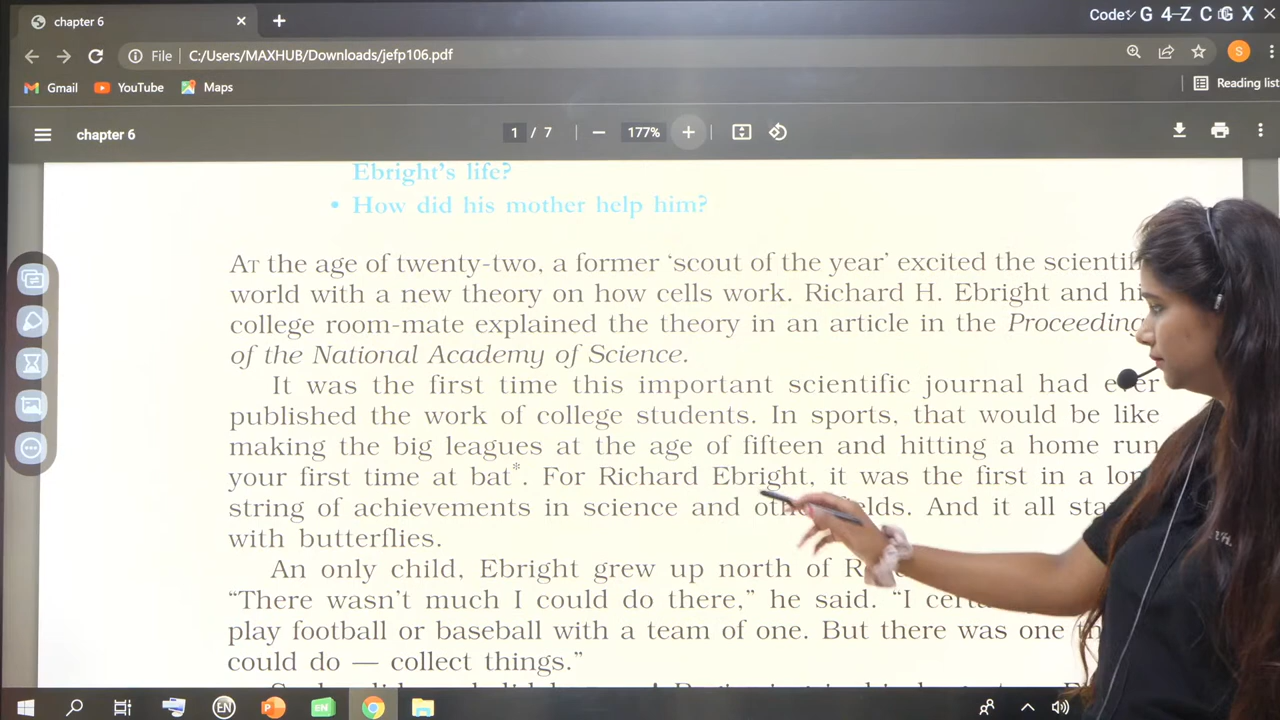 chapter 6
Code: G 4 Z C G X
File C:/Users/MAXHUB/Downloads/jefp106.pdf
S
Gmail YouTube Maps
Reading list
chapter 6
1 / 7
177%
Ebright's life?
• How did his mother help him?
AT the age of twenty-two, a former ‘scout of the year’ excited the
world with a new theory on how cells work. Richard H. Ebright and
college room-mate explained the theory in an article in the
of the National Academy of Science.
It was the first time this important scientific journal had ever
published the work of college students. In sports, that would be like
making the big leagues at the age of fifteen and hitting a home run
your first time at bat*. For Richard Ebright, it was the first in a
string of achievements in science and And it all
with butterflies.
An only child, Ebright grew up north of
“There wasn't much I could do there,” he said. “I
play football or baseball with a team of one. But there was one
could do — collect things.”
EN
P
EN